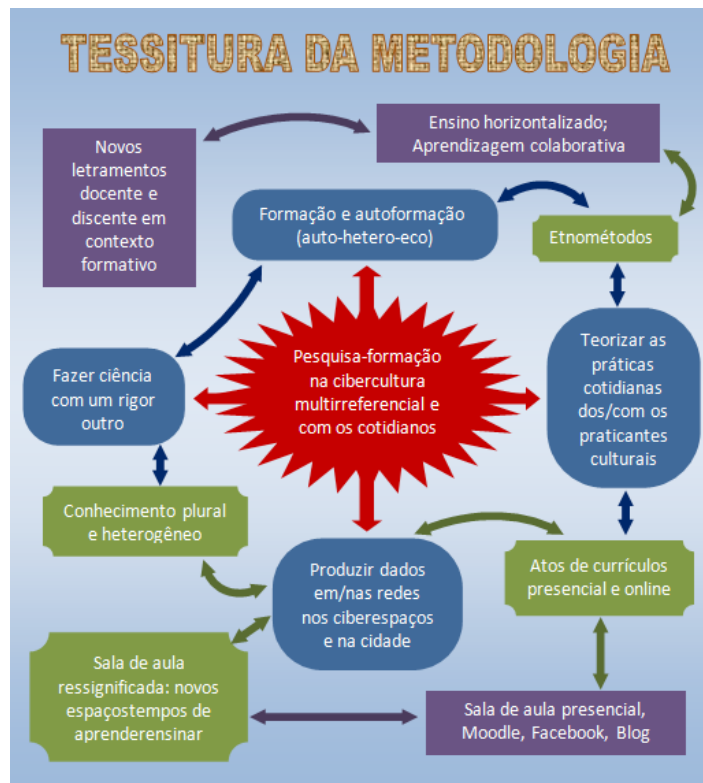 TESSITURA DA METODOLOGIA
Novos
letramentos
docente e
discente em
contexto
formativo
Ensino horizontalizado;
Aprendizagem colaborativa
Formação e autoformação
(auto-hetero-eco)
Etnométodos
Fazer ciência
com um rigor
outro
Pesquisa-formação
na cibercultura
multirreferencial e
com os cotidianos
Teorizar as
práticas
cotidianas
dos/com os
praticantes
culturais
Conhecimento plural
e heterogêneo
Produzir dados
em/nas redes
nos ciberespaços
e na cidade
Atos de currículos
presencial e online
Sala de aula
ressignificada: novos
espaçostempos de
aprenderensinar
Sala de aula presencial,
Moodle, Facebook, Blog